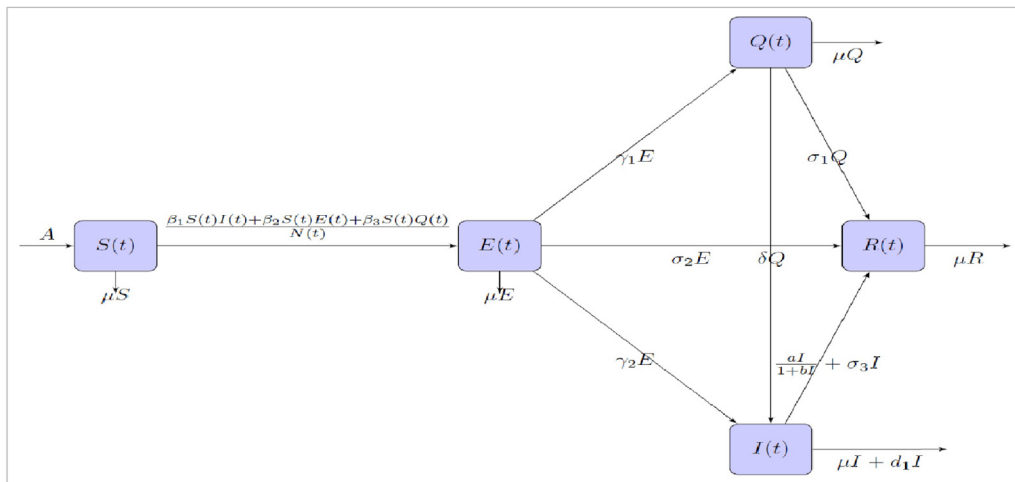 Q(t)
μQ
γ₁E
σ₁Q
A
S(t)
β₁S(t)I(t)+β₂S(t)E(t)+β₃S(t)Q(t)
N(t)
E(t)
R(t)
σ₂E
δQ
μR
μS
μE
γ₂E
aI
1+bI
+ σ₃I
I(t)
μI + d₁I